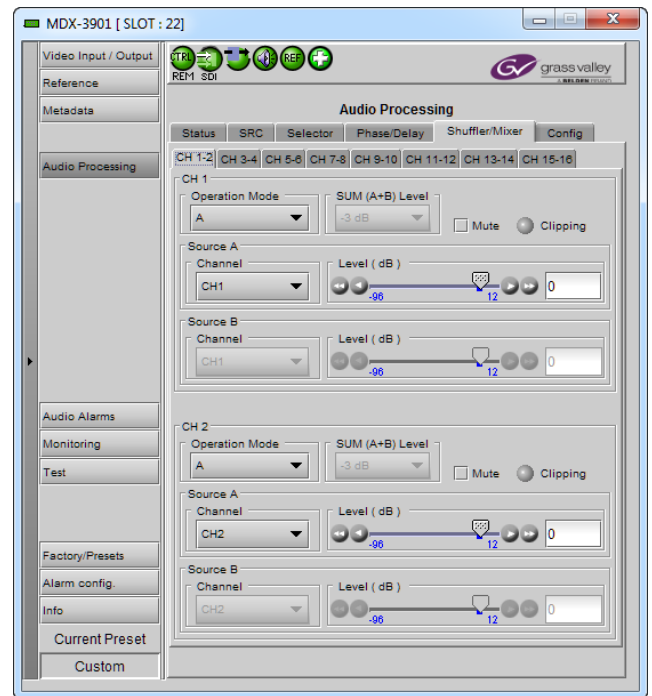 MDX-3901 [ SLOT : 22]
Video Input / Output
Reference
Metadata
Audio Processing
Audio Alarms
Monitoring
Test
Factory/Presets
Alarm config.
Info
Current Preset
Custom
CTRL
REF
REM SDI
GV grassvalley
A BELDEN BRAND
Audio Processing
Status SRC Selector Phase/Delay Shuffler/Mixer Config
CH 1-2 CH 3-4 CH 5-6 CH 7-8 CH 9-10 CH 11-12 CH 13-14 CH 15-16
CH 1
Operation Mode SUM (A+B) Level
A -3 dB Mute Clipping
Source A
Channel Level ( dB )
CH1 -96 12 0
Source B
Channel Level ( dB )
CH1 -96 12 0
CH 2
Operation Mode SUM (A+B) Level
A -3 dB Mute Clipping
Source A
Channel Level ( dB )
CH2 -96 12 0
Source B
Channel Level ( dB )
CH2 -96 12 0